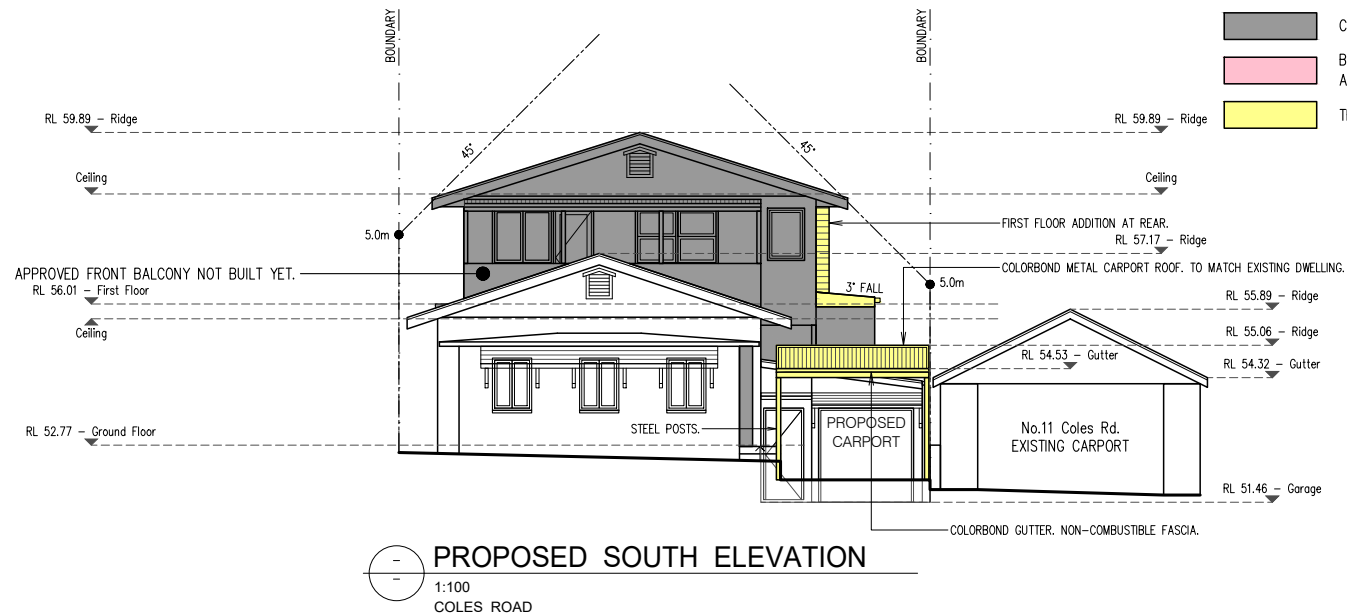 BOUNDARY
BOUNDARY
C
B
A
RL 59.89 - Ridge
RL 59.89 - Ridge
45°
45°
Ceiling
Ceiling
5.0m
FIRST FLOOR ADDITION AT REAR.
RL 57.17 - Ridge
APPROVED FRONT BALCONY NOT BUILT YET.
COLORBOND METAL CARPORT ROOF. TO MATCH EXISTING DWELLING.
5.0m
3° FALL
RL 56.01 - First Floor
RL 55.89 - Ridge
Ceiling
RL 55.06 - Ridge
RL 54.53 - Gutter
RL 54.32 - Gutter
STEEL POSTS.
PROPOSED
CARPORT
No.11 Coles Rd.
EXISTING CARPORT
RL 52.77 - Ground Floor
RL 51.46 - Garage
COLORBOND GUTTER. NON-COMBUSTIBLE FASCIA.
PROPOSED SOUTH ELEVATION
1:100
COLES ROAD